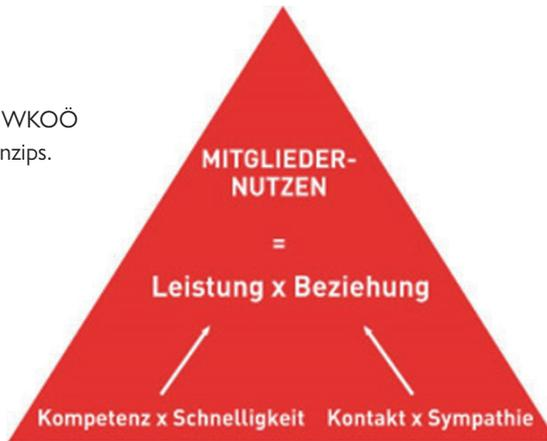 WKOÖ
nzips.
MITGLIEDER-
NUTZEN
=
Leistung x Beziehung
Kompetenz x Schnelligkeit Kontakt x Sympathie